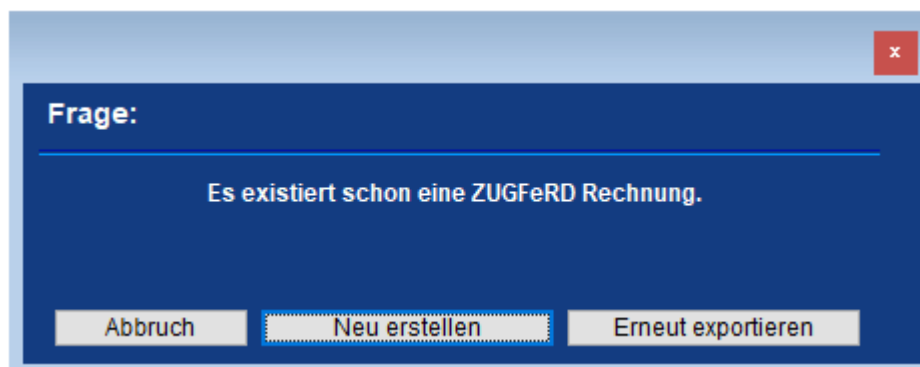 x
Frage:
Es existiert schon eine ZUGFeRD Rechnung.
Abbruch
Neu erstellen
Erneut exportieren